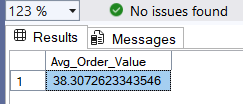 123 %
No issues found
Results Messages
Avg_Order_Value
1 38.3072623343546